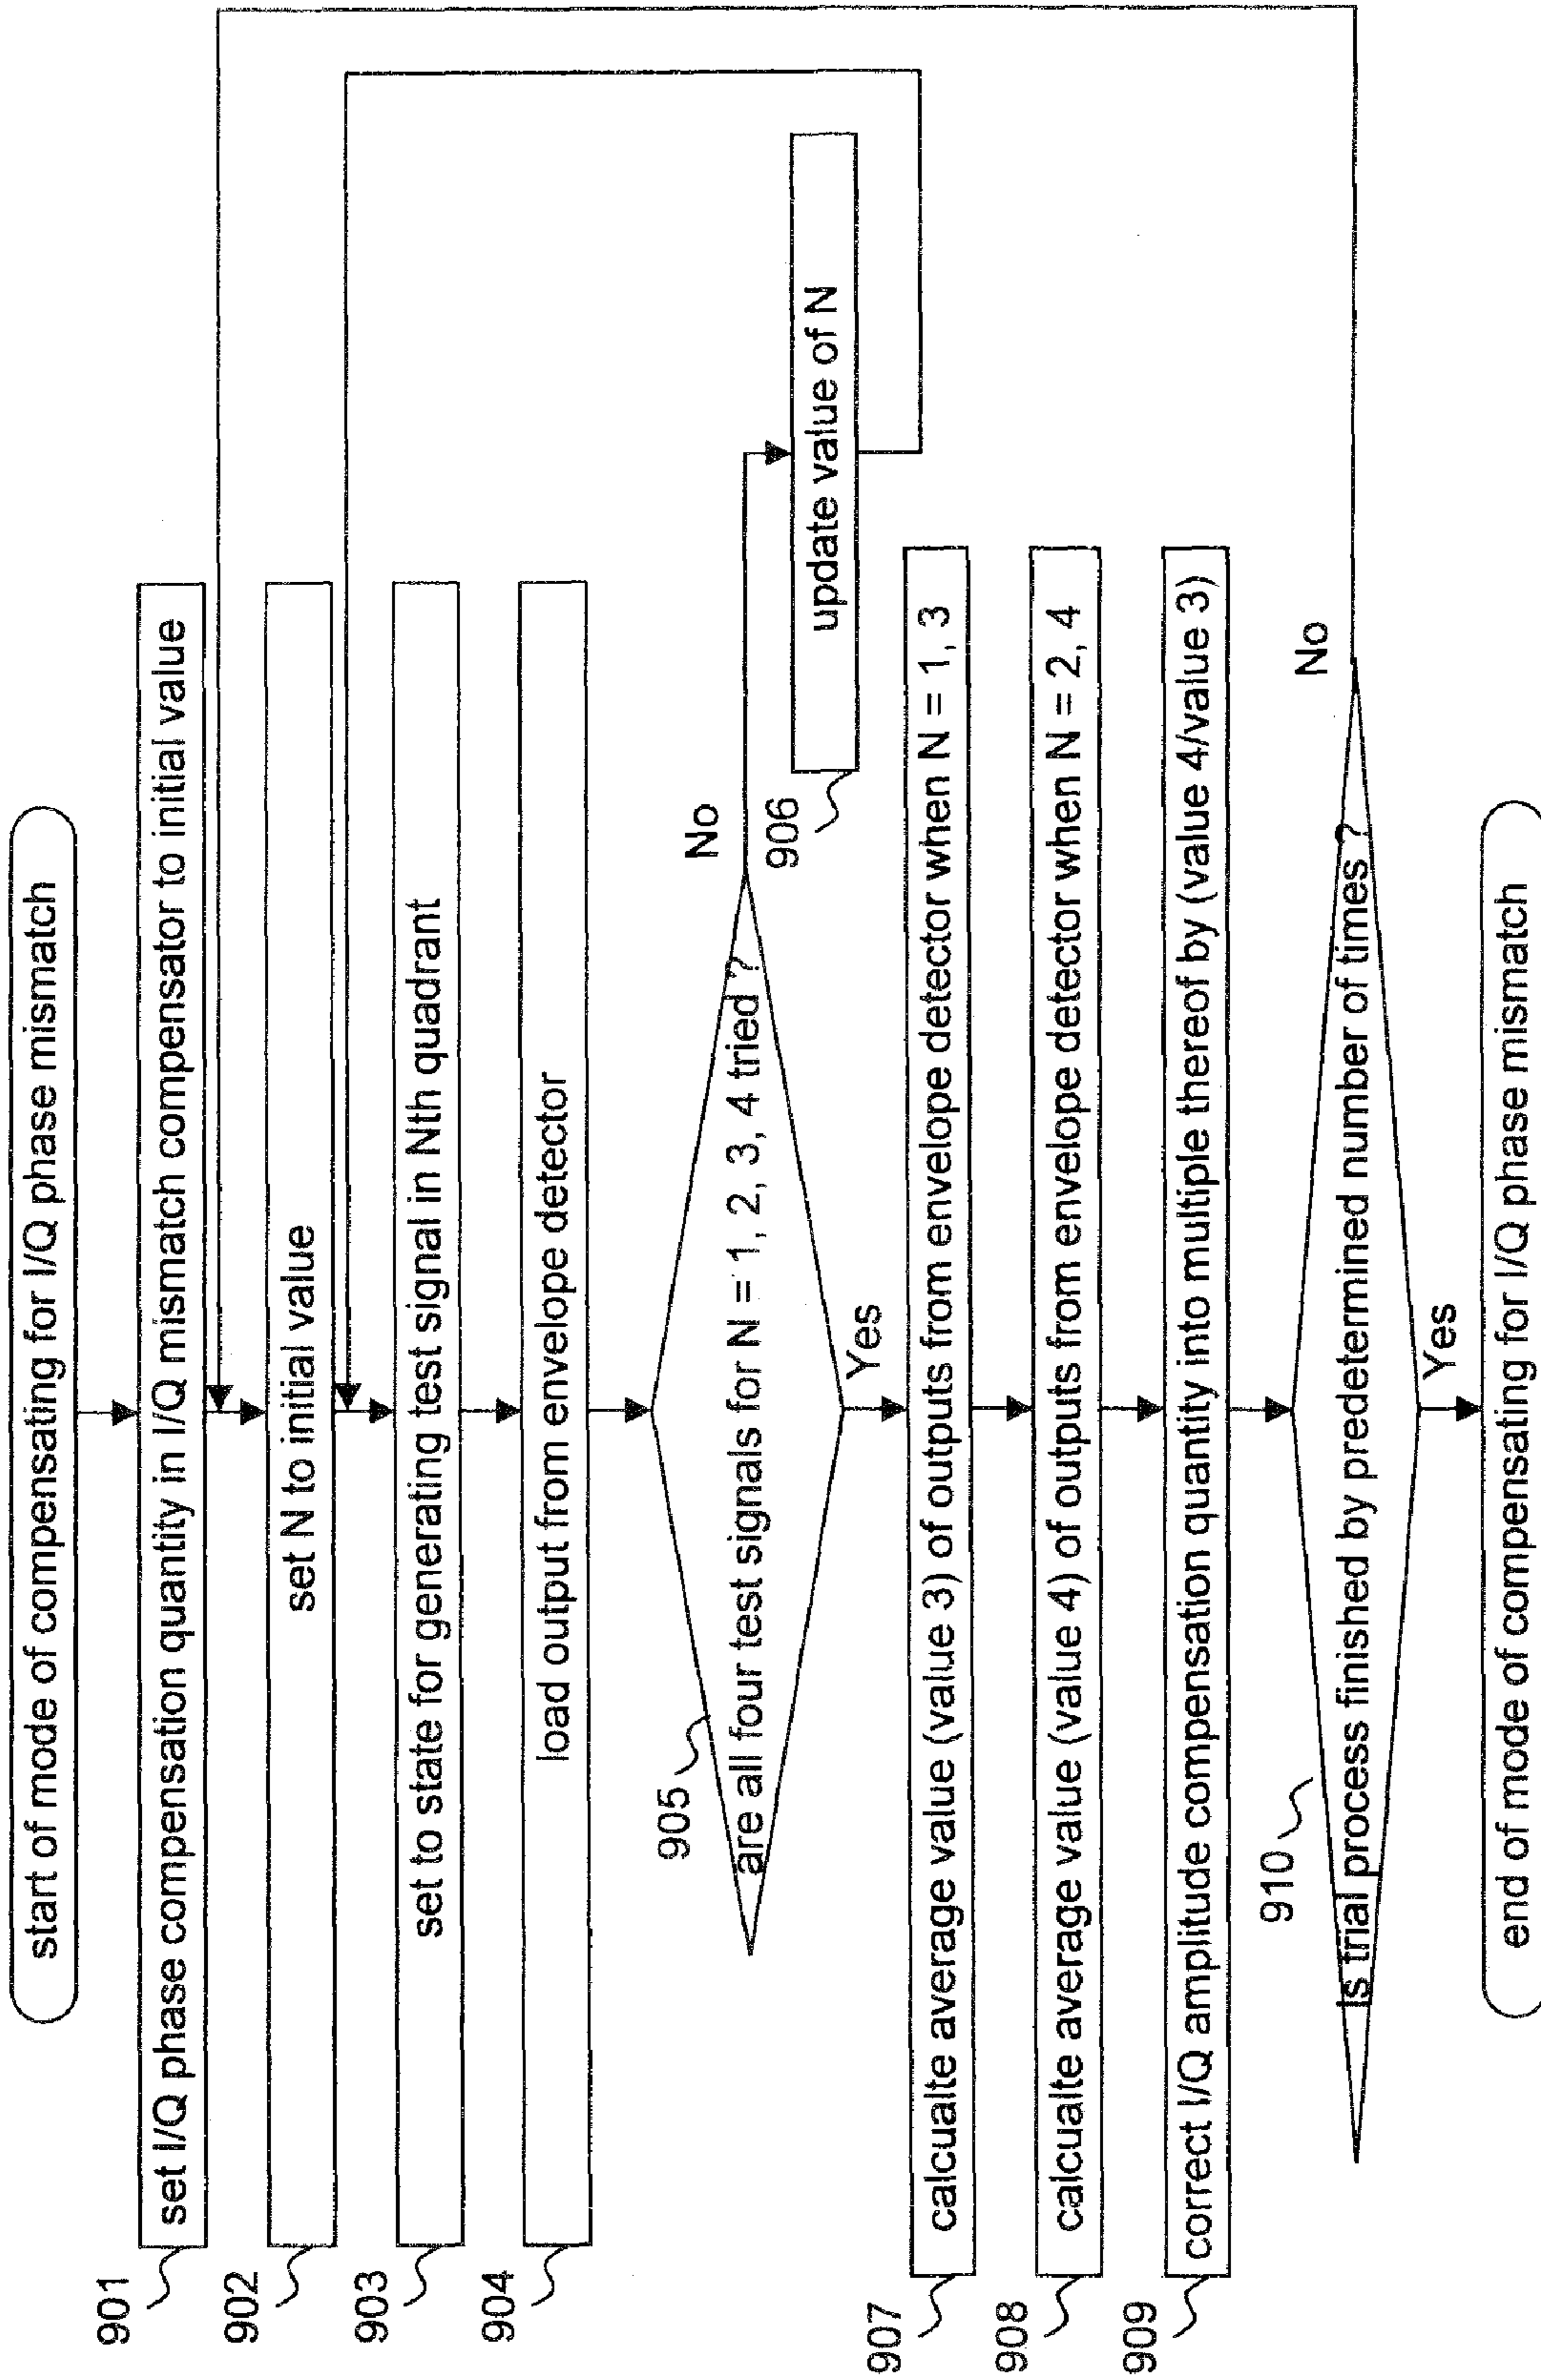 start of mode of compensating for I/Q phase mismatch
901
set I/Q phase compensation quantity in I/Q mismatch compensator to initial value
902
set N to initial value
903
set to state for generating test signal in Nth quadrant
904
load output from envelope detector
905
are all four test signals for N = 1, 2, 3, 4 tried ?
No
906
update value of N
Yes
907
calcualte average value (value 3) of outputs from envelope detector when N = 1, 3
908
calcualte average value (value 4) of outputs from envelope detector when N = 2, 4
909
correct I/Q amplitude compensation quantity into multiple thereof by (value 4/value 3)
910
is trial process finished by predetermined number of times ?
No
Yes
end of mode of compensating for I/Q phase mismatch